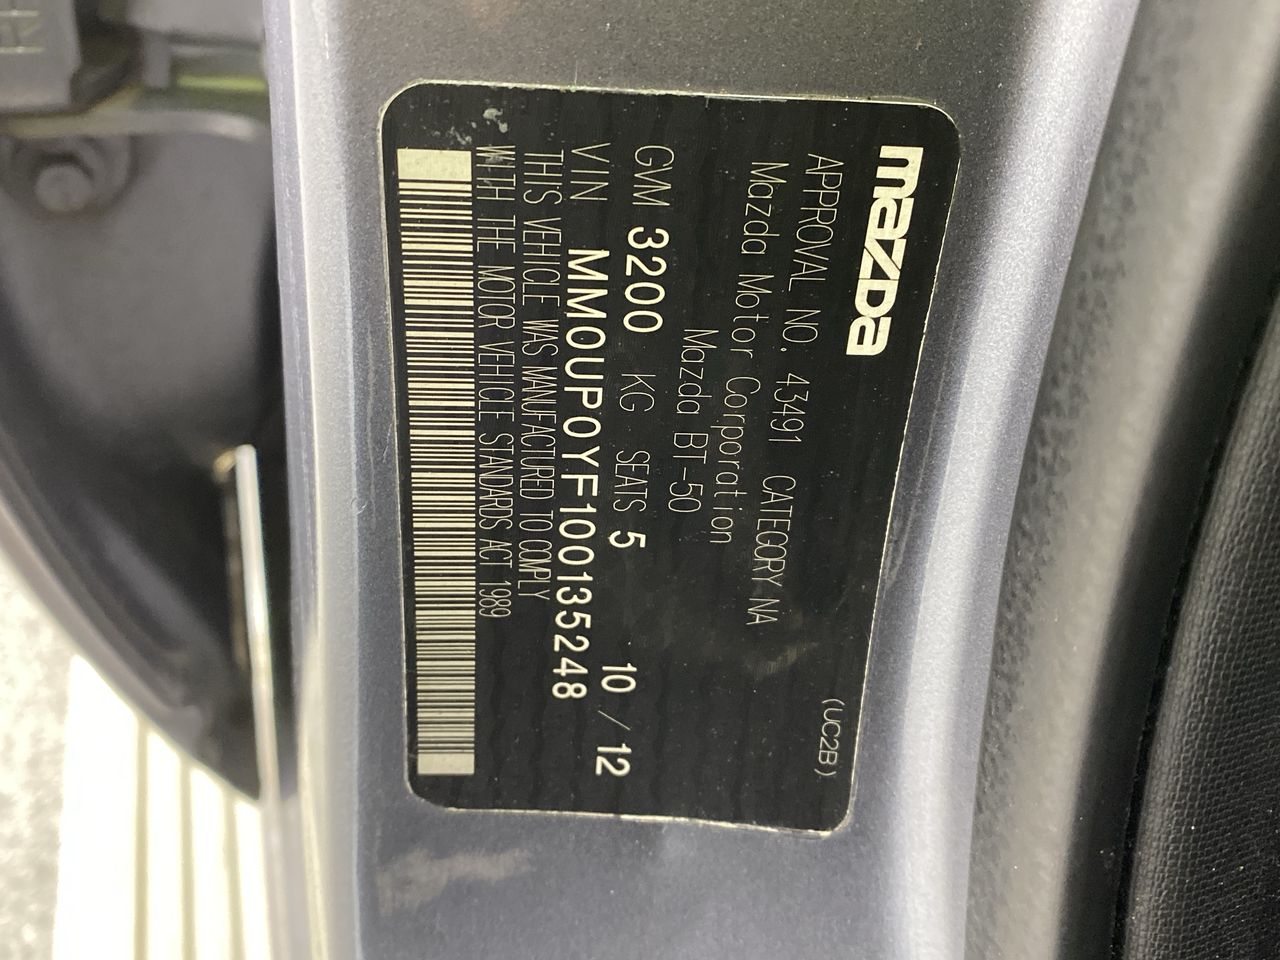 mazda
APPROVAL NO. 43491 CATEGORY NA (UC2B)
Mazda Motor Corporation
Mazda BT-50
GVM 3200 KG SEATS 5 10 / 12
VIN MM0UP0YF100135248
THIS VEHICLE WAS MANUFACTURED TO COMPLY
WITH THE MOTOR VEHICLE STANDARDS ACT 1989